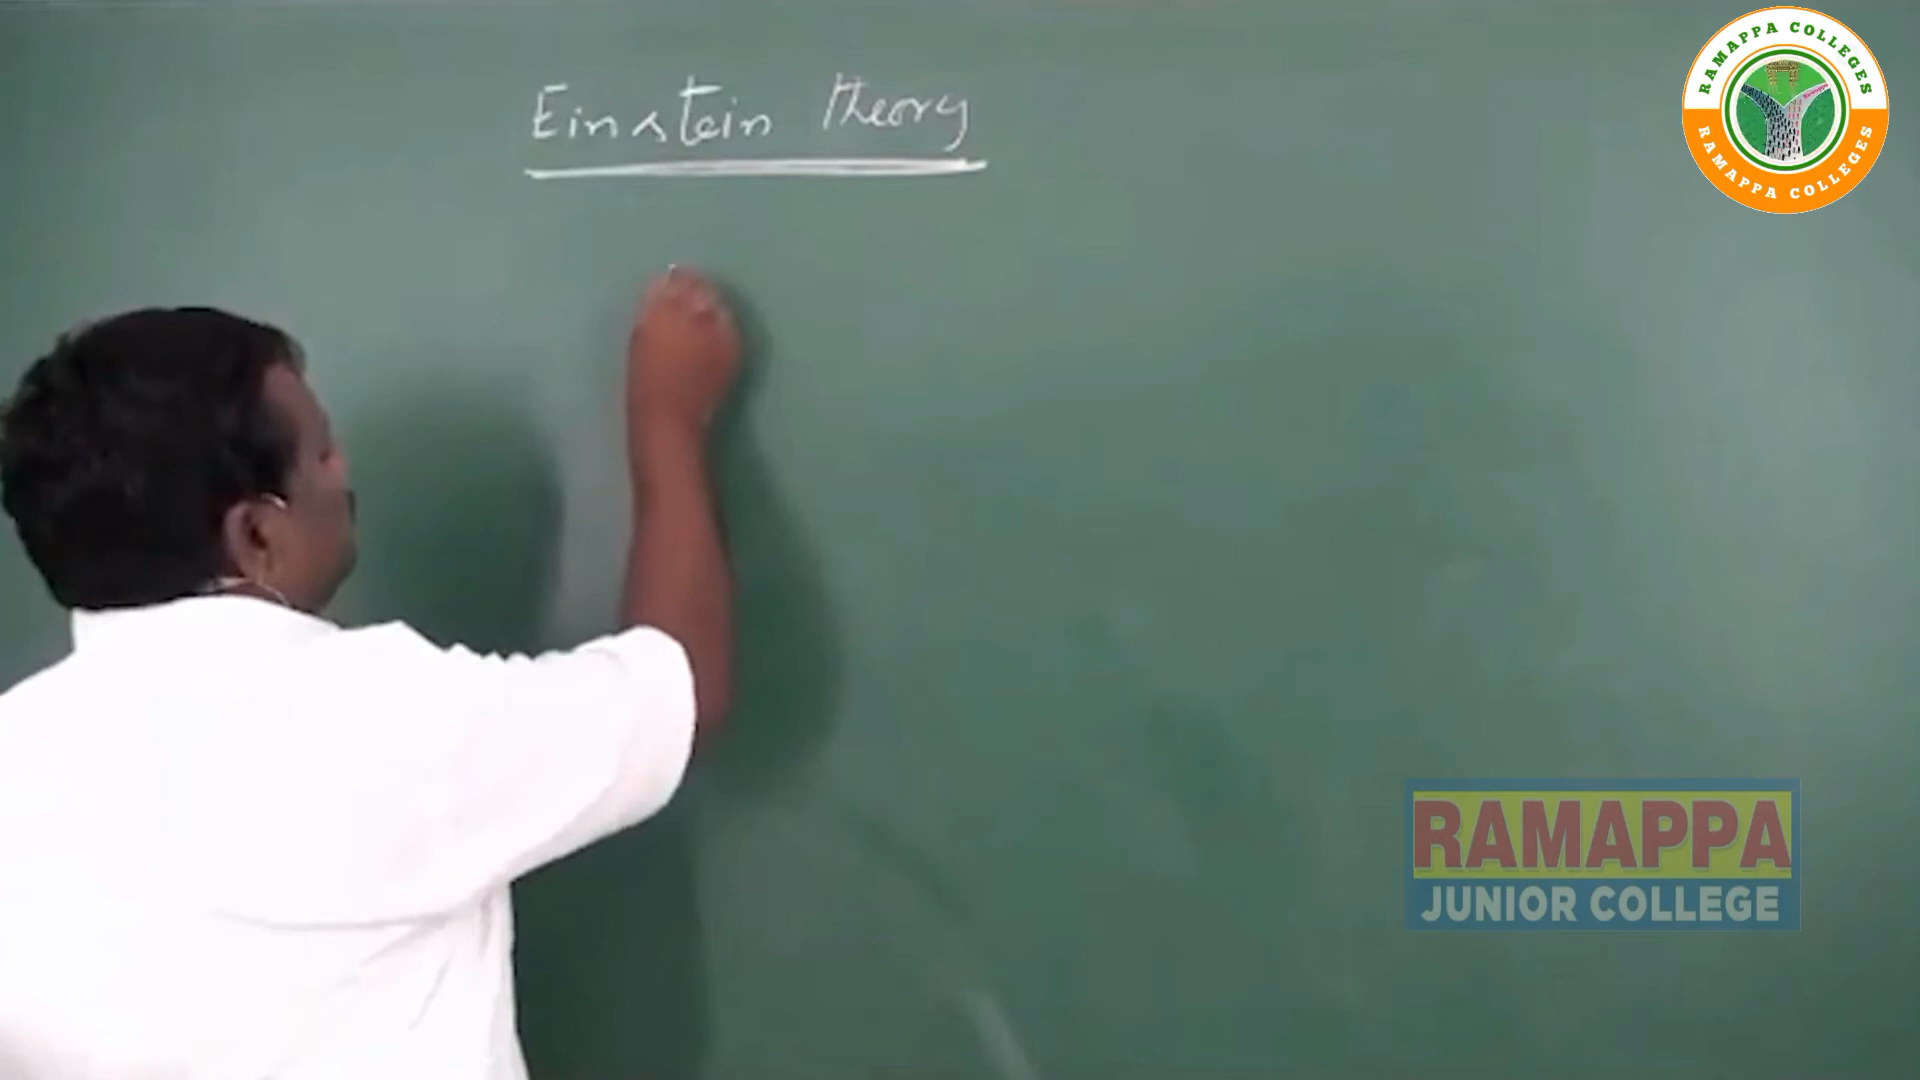 Einstein theory
RAMAPPA COLLEGES
RAMAPPA COLLEGES
RAMAPPA
JUNIOR COLLEGE